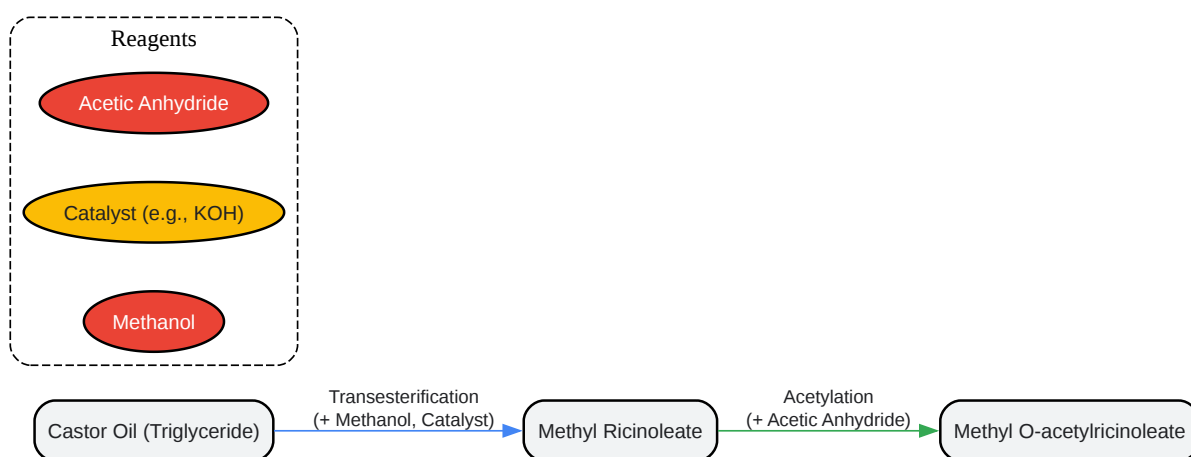 Reagents
Acetic Anhydride
Catalyst (e.g., KOH)
Methanol
Castor Oil (Triglyceride)
Transesterification
(+ Methanol, Catalyst)
Methyl Ricinoleate
Acetylation
(+ Acetic Anhydride)
Methyl O-acetylricinoleate